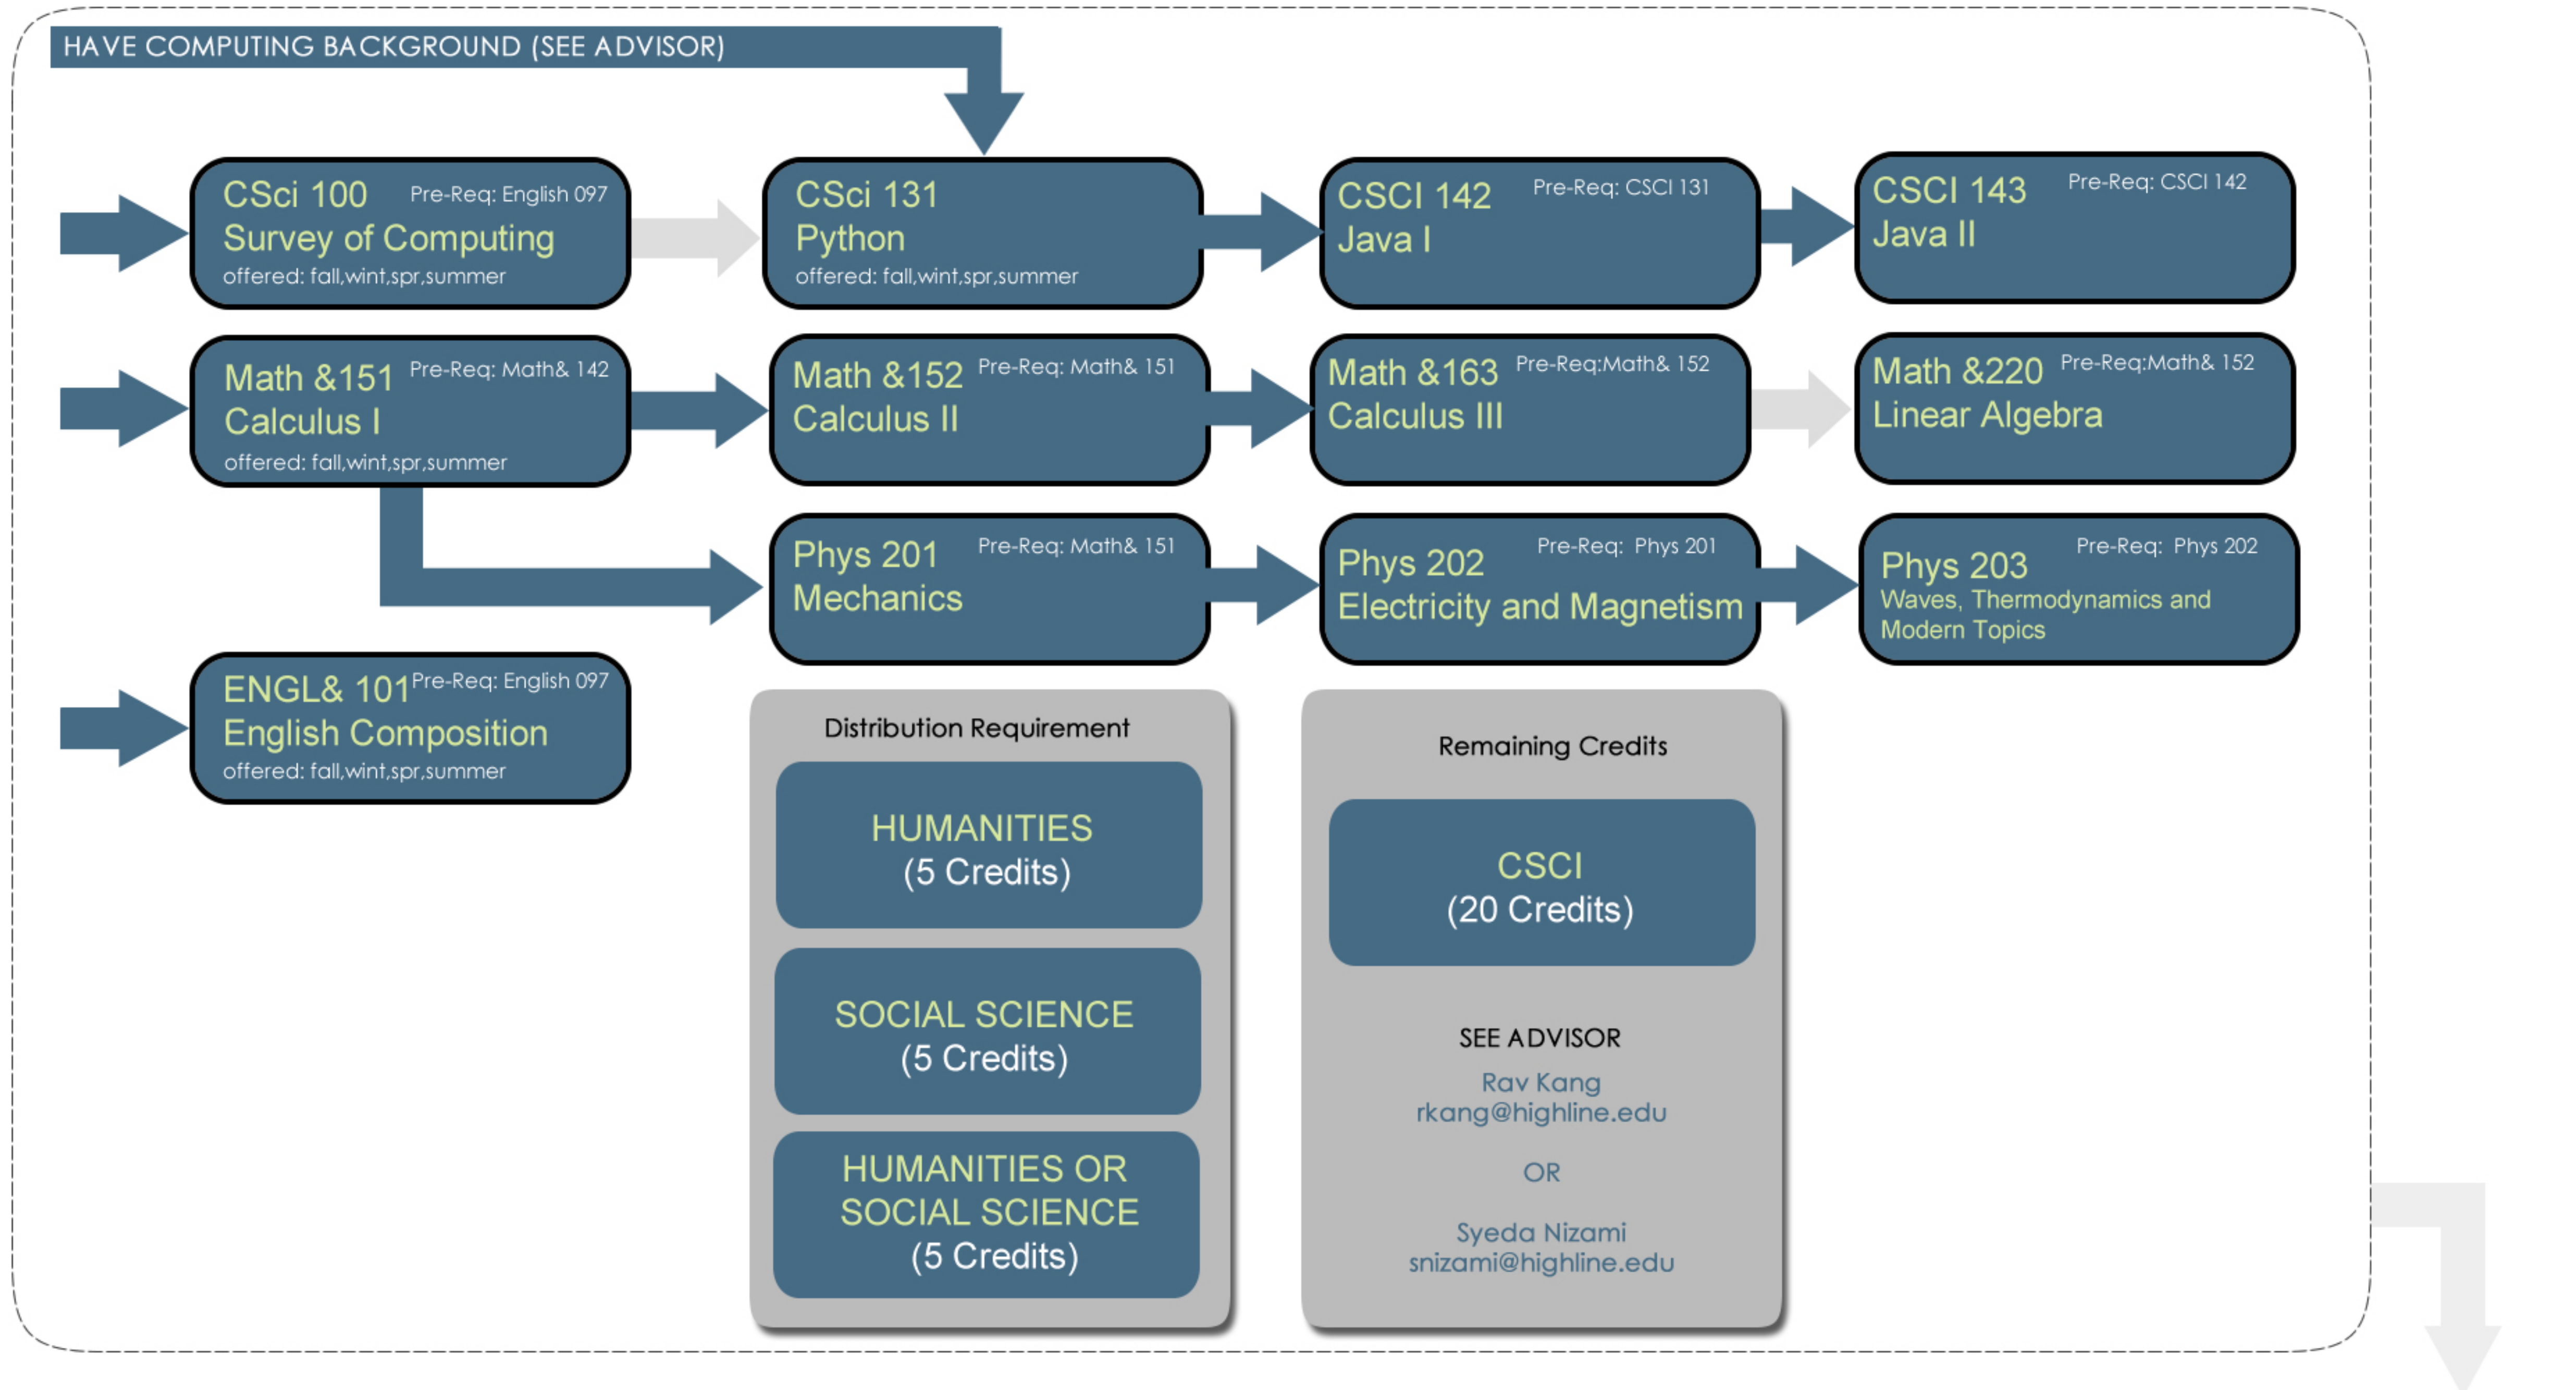 HAVE COMPUTING BACKGROUND (SEE ADVISOR)
CSci 100 Pre-Req: English 097
Survey of Computing
offered: fall,wint,spr,summer
CSci 131
Python
offered: fall,wint,spr,summer
CSCI 142 Pre-Req: CSCI 131
Java I
CSCI 143 Pre-Req: CSCI 142
Java II
Math &151 Pre-Req: Math& 142
Calculus I
offered: fall,wint,spr,summer
Math &152 Pre-Req: Math& 151
Calculus II
Math &163 Pre-Req:Math& 152
Calculus III
Math &220 Pre-Req:Math& 152
Linear Algebra
Phys 201 Pre-Req: Math& 151
Mechanics
Phys 202 Pre-Req: Phys 201
Electricity and Magnetism
Phys 203 Pre-Req: Phys 202
Waves, Thermodynamics and
Modern Topics
ENGL& 101 Pre-Req: English 097
English Composition
offered: fall,wint,spr,summer
Distribution Requirement
HUMANITIES
(5 Credits)
SOCIAL SCIENCE
(5 Credits)
HUMANITIES OR
SOCIAL SCIENCE
(5 Credits)
Remaining Credits
CSCI
(20 Credits)
SEE ADVISOR
Rav Kang
rkang@highline.edu
OR
Syeda Nizami
snizami@highline.edu